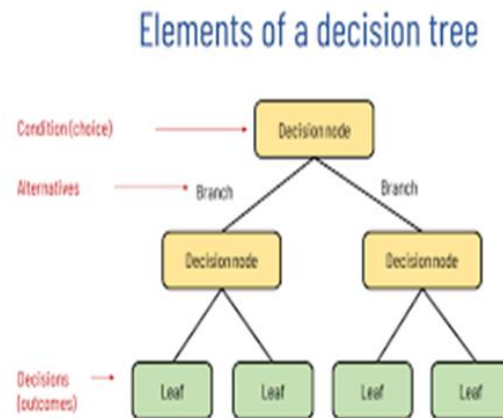 Elements of a decision tree
Condition (choice)
Decision node
Alternatives
Branch
Branch
Decision node
Decision node
Decisions
(outcomes)
Leaf
Leaf
Leaf
Leaf